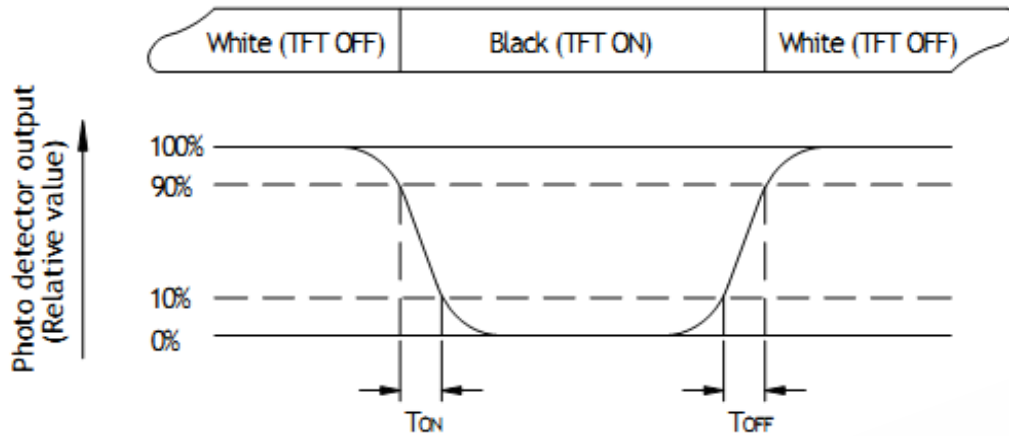 White (TFT OFF)
Black (TFT ON)
White (TFT OFF)
Photo detector output
(Relative value)
100%
90%
10%
0%
TON
TOFF